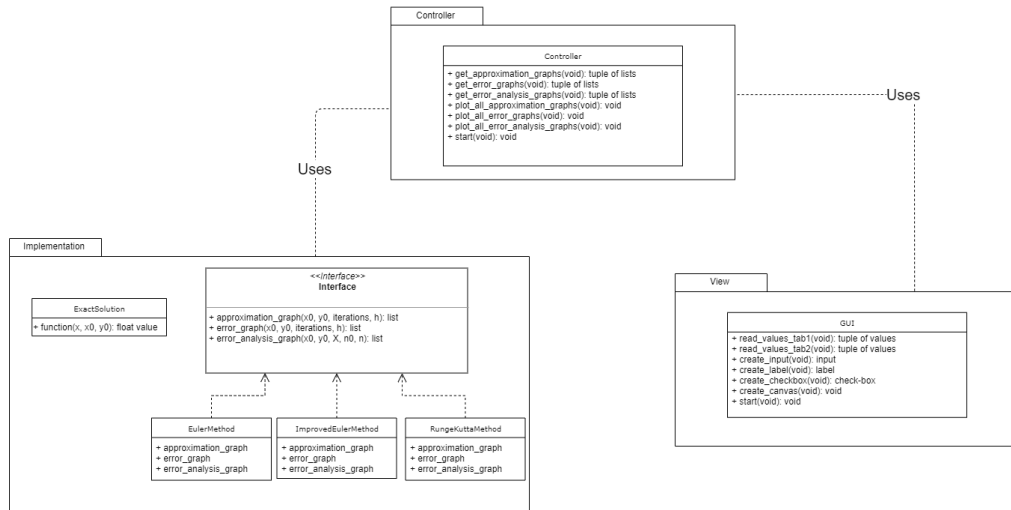 Controller
Controller
+ get_approximation_graphs(void): tuple of lists
+ get_error_graphs(void): tuple of lists
+ get_error_analysis_graphs(void): tuple of lists
+ plot_all_approximation_graphs(void): void
+ plot_all_error_graphs(void): void
+ plot_all_error_analysis_graphs(void): void
+ start(void): void
Uses
Uses
Implementation
<<Interface>>
Interface
+ approximation_graph(x0, y0, iterations, h): list
+ error_graph(x0, y0, iterations, h): list
+ error_analysis_graph(x0, y0, X, n0, n): list
ExactSolution
+ function(x, x0, y0): float value
EulerMethod
+ approximation_graph
+ error_graph
+ error_analysis_graph
ImprovedEulerMethod
+ approximation_graph
+ error_graph
+ error_analysis_graph
RungeKuttaMethod
+ approximation_graph
+ error_graph
+ error_analysis_graph
View
GUI
+ read_values_tab1(void): tuple of values
+ read_values_tab2(void): tuple of values
+ create_input(void): input
+ create_label(void): label
+ create_checkbox(void): check-box
+ create_canvas(void): void
+ start(void): void